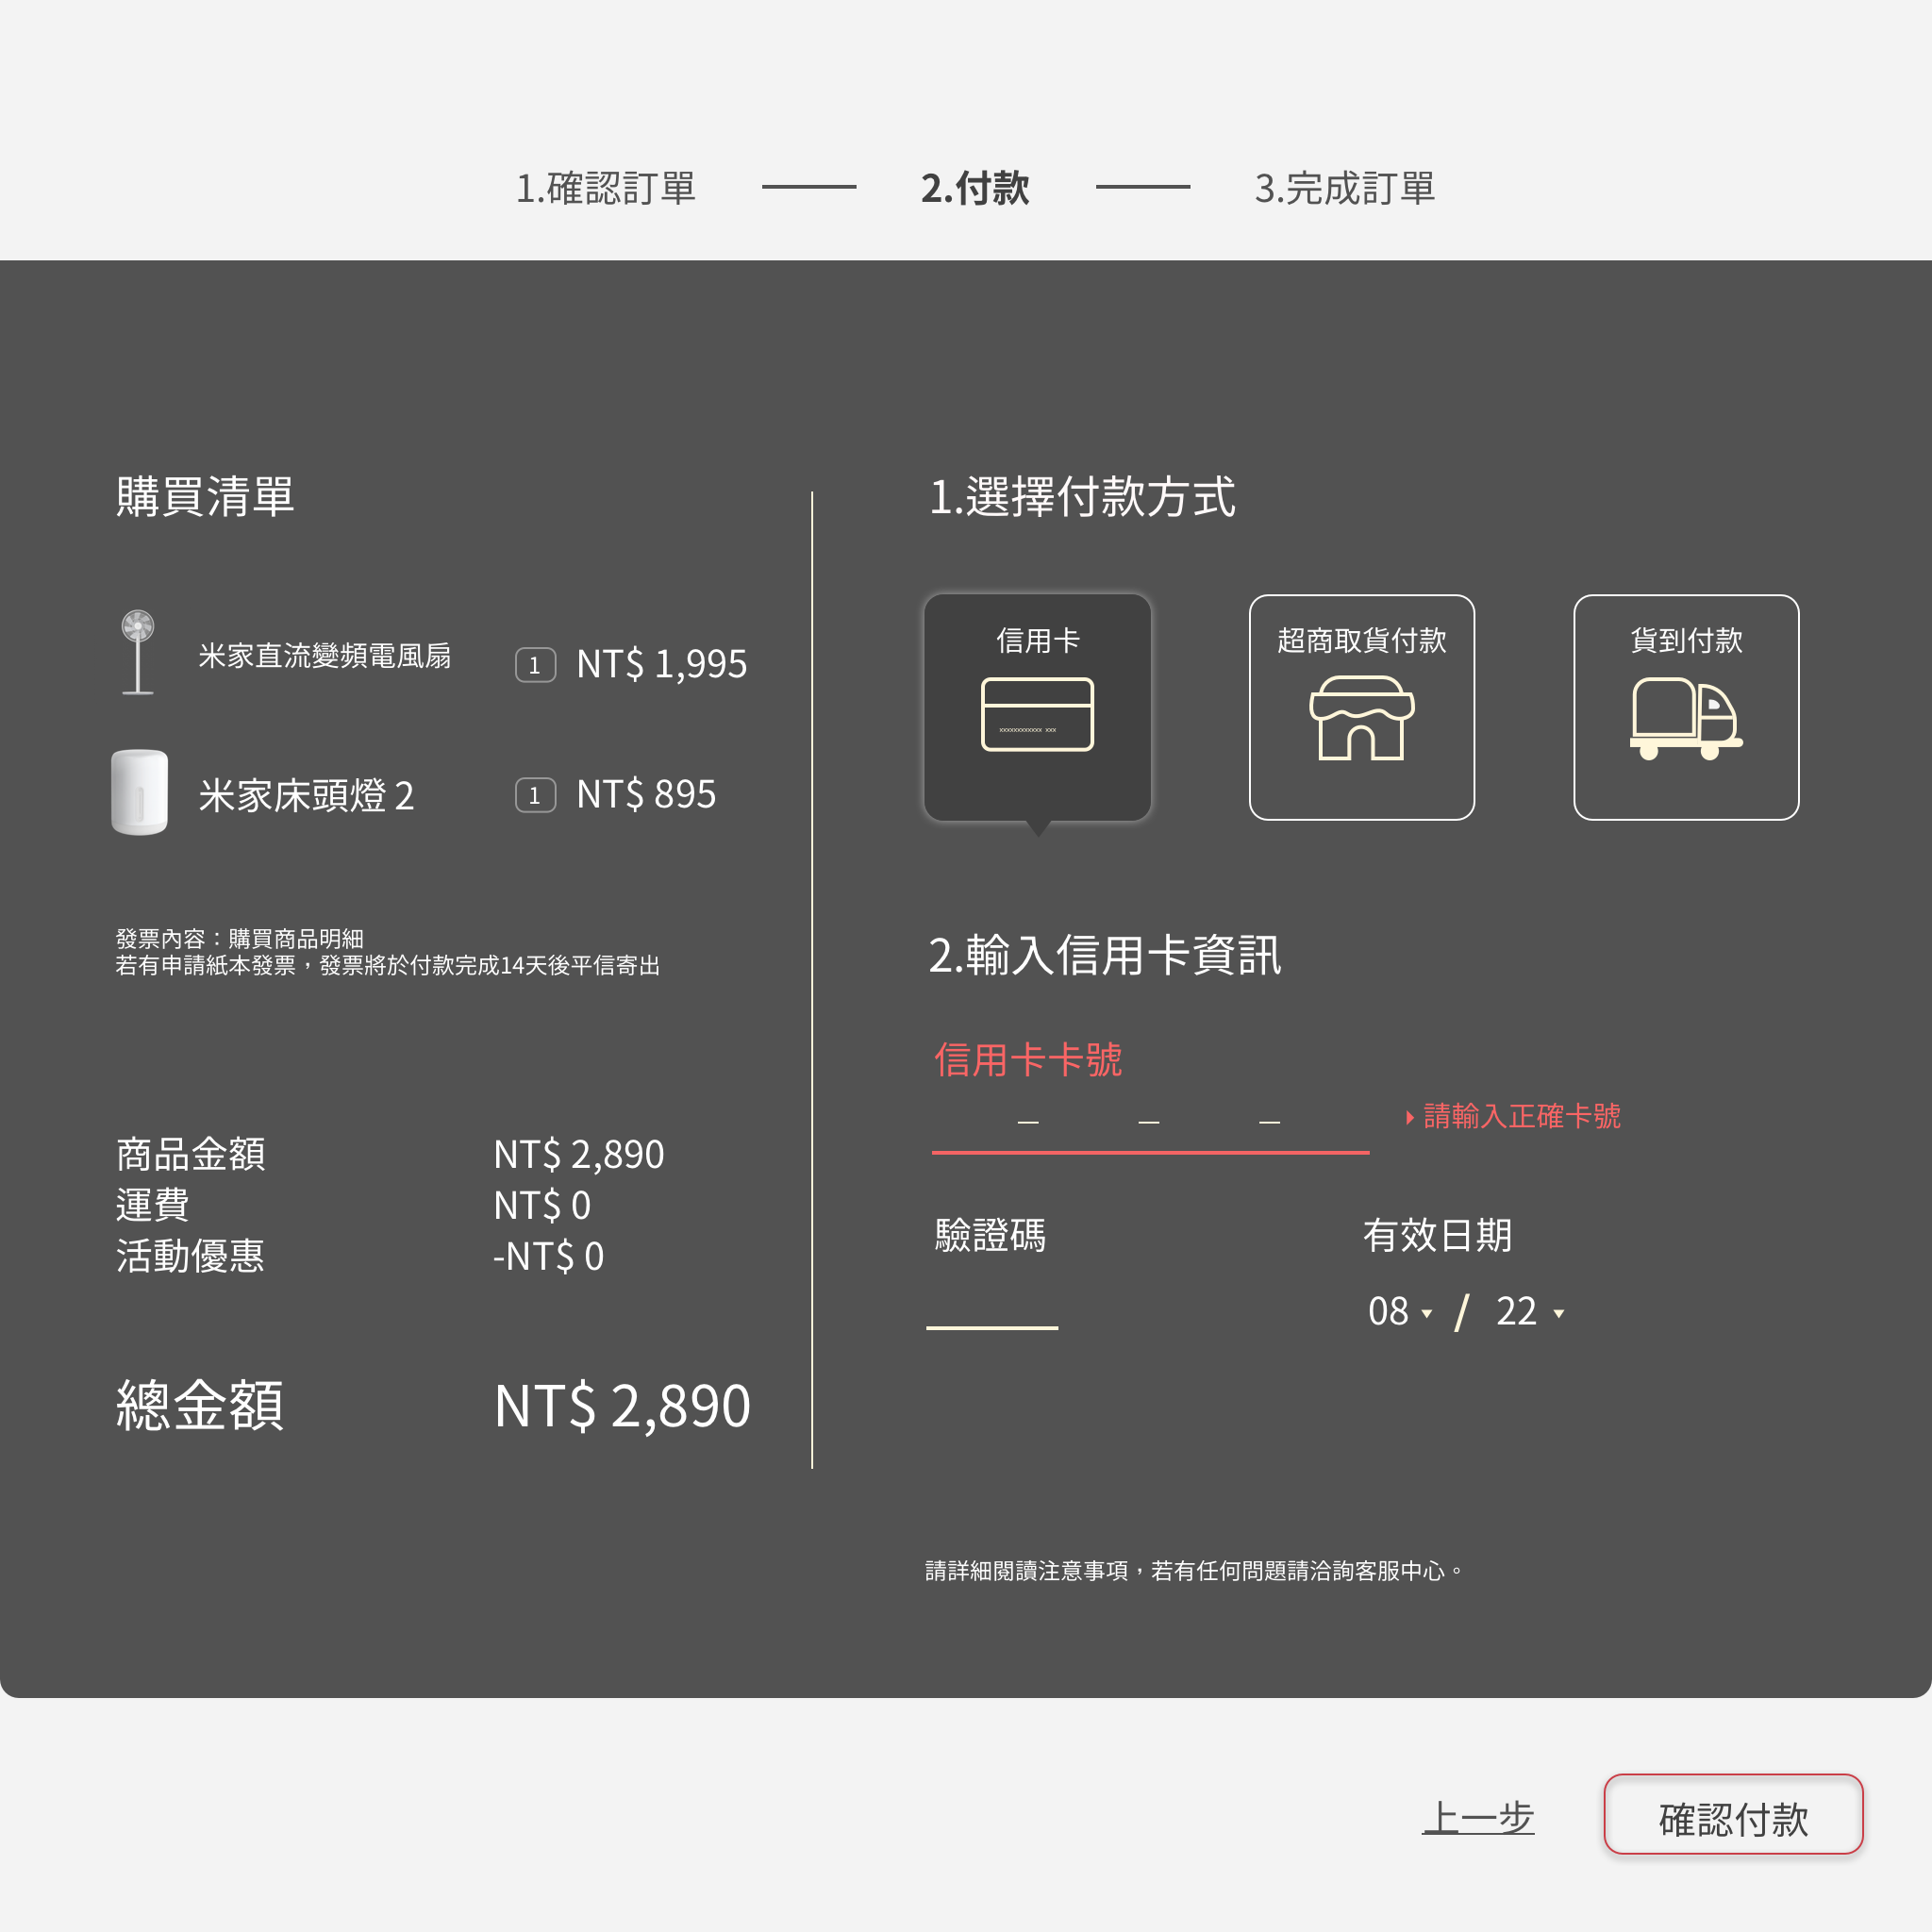 1.確認訂單
2.付款
3.完成訂單
購買清單
米家直流變頻電風扇
1
NT$ 1,995
米家床頭燈 2
1
NT$ 895
發票內容：購買商品明細
若有申請紙本發票，發票將於付款完成14天後平信寄出
商品金額 NT$ 2,890
運費 NT$ 0
活動優惠 -NT$ 0
總金額 NT$ 2,890
1.選擇付款方式
信用卡
xxxxxxxxxxxx xxx
超商取貨付款
貨到付款
2.輸入信用卡資訊
信用卡卡號
請輸入正確卡號
驗證碼
有效日期
08 / 22
請詳細閱讀注意事項，若有任何問題請洽詢客服中心。
上一步
確認付款